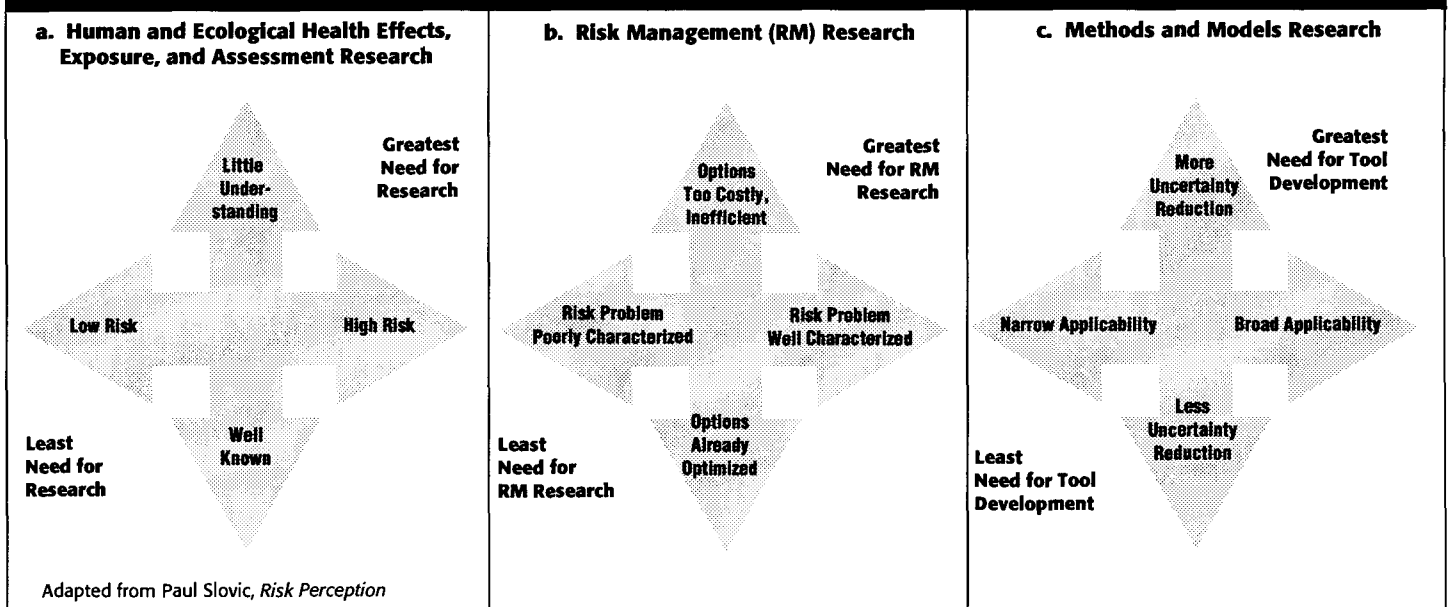 a. Human and Ecological Health Effects,
Exposure, and Assessment Research
Greatest
Need for
Research
Little
Under-
standing
Low Risk
High Risk
Well
Known
Least
Need for
Research
Adapted from Paul Slovic, Risk Perception
b. Risk Management (RM) Research
Greatest
Need for RM
Research
Options
Too Costly,
Inefficient
Risk Problem
Poorly Characterized
Risk Problem
Well Characterized
Options
Already
Optimized
Least
Need for
RM Research
c. Methods and Models Research
Greatest
Need for Tool
Development
More
Uncertainty
Reduction
Narrow Applicability
Broad Applicability
Less
Uncertainty
Reduction
Least
Need for Tool
Development